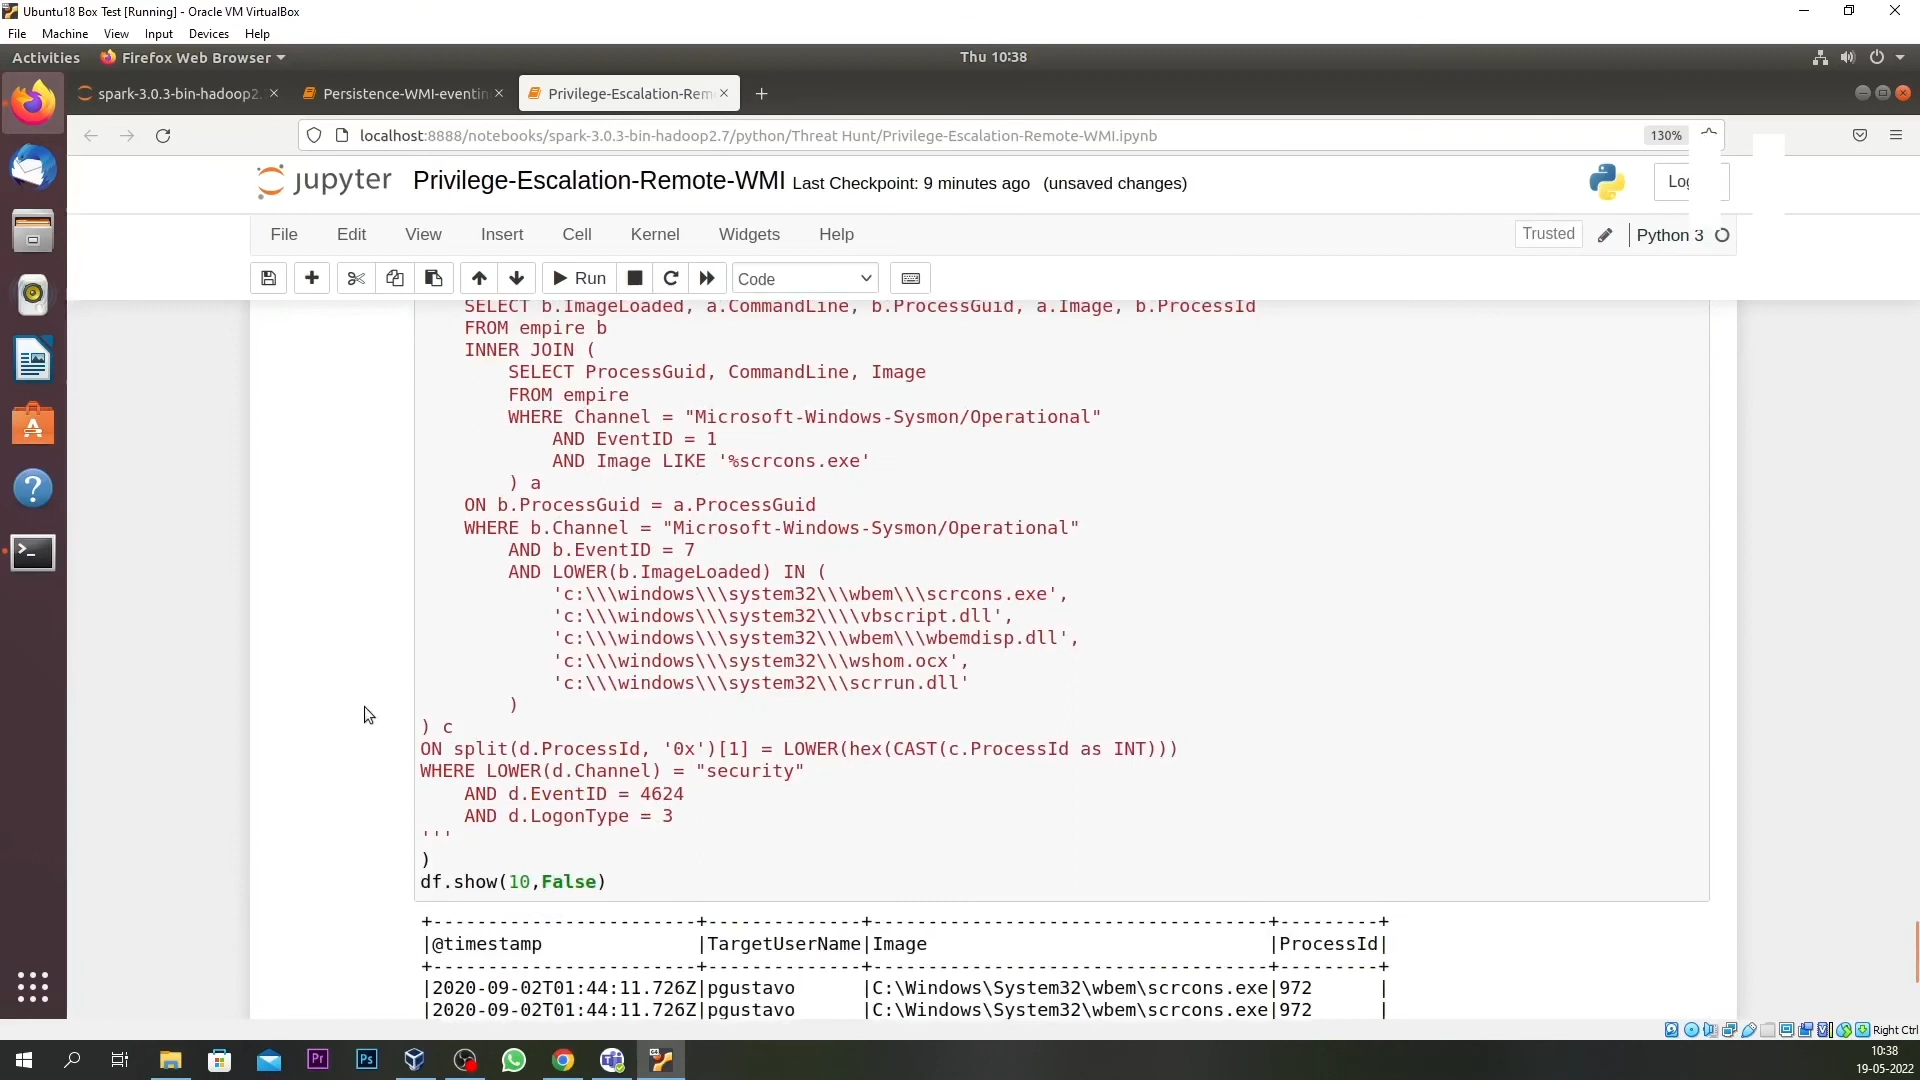 Ubuntu18 Box Test [Running] - Oracle VM VirtualBox
File Machine View Input Devices Help
Activities Firefox Web Browser Thu 10:38
spark-3.0.3-bin-hadoop2. Persistence-WMI-eventin Privilege-Escalation-Rem
localhost:8888/notebooks/spark-3.0.3-bin-hadoop2.7/python/Threat Hunt/Privilege-Escalation-Remote-WMI.ipynb 130%
jupyter Privilege-Escalation-Remote-WMI Last Checkpoint: 9 minutes ago (unsaved changes)
File Edit View Insert Cell Kernel Widgets Help Trusted Python 3
Run Code
SELECT b.ImageLoaded, a.CommandLine, b.ProcessGuid, a.Image, b.ProcessId
FROM empire b
INNER JOIN (
SELECT ProcessGuid, CommandLine, Image
FROM empire
WHERE Channel = "Microsoft-Windows-Sysmon/Operational"
AND EventID = 1
AND Image LIKE '%scrcons.exe'
) a
ON b.ProcessGuid = a.ProcessGuid
WHERE b.Channel = "Microsoft-Windows-Sysmon/Operational"
AND b.EventID = 7
AND LOWER(b.ImageLoaded) IN (
'c:\\\windows\\\system32\\\wbem\\\scrcons.exe',
'c:\\\windows\\\system32\\\\vbscript.dll',
'c:\\\windows\\\system32\\\wbem\\\wbemdisp.dll',
'c:\\\windows\\\system32\\\wshom.ocx',
'c:\\\windows\\\system32\\\scrrun.dll'
)
) c
ON split(d.ProcessId, '0x')[1] = LOWER(hex(CAST(c.ProcessId as INT)))
WHERE LOWER(d.Channel) = "security"
AND d.EventID = 4624
AND d.LogonType = 3
'''
)
df.show(10,False)
+------------------------+--------------+------------------------------------+---------+
|@timestamp |TargetUserName|Image |ProcessId|
+------------------------+--------------+------------------------------------+---------+
|2020-09-02T01:44:11.726Z|pgustavo |C:\Windows\System32\wbem\scrcons.exe|972 |
|2020-09-02T01:44:11.726Z|pgustavo |C:\Windows\System32\wbem\scrcons.exe|972 |
Right Ctrl
10:38
19-05-2022